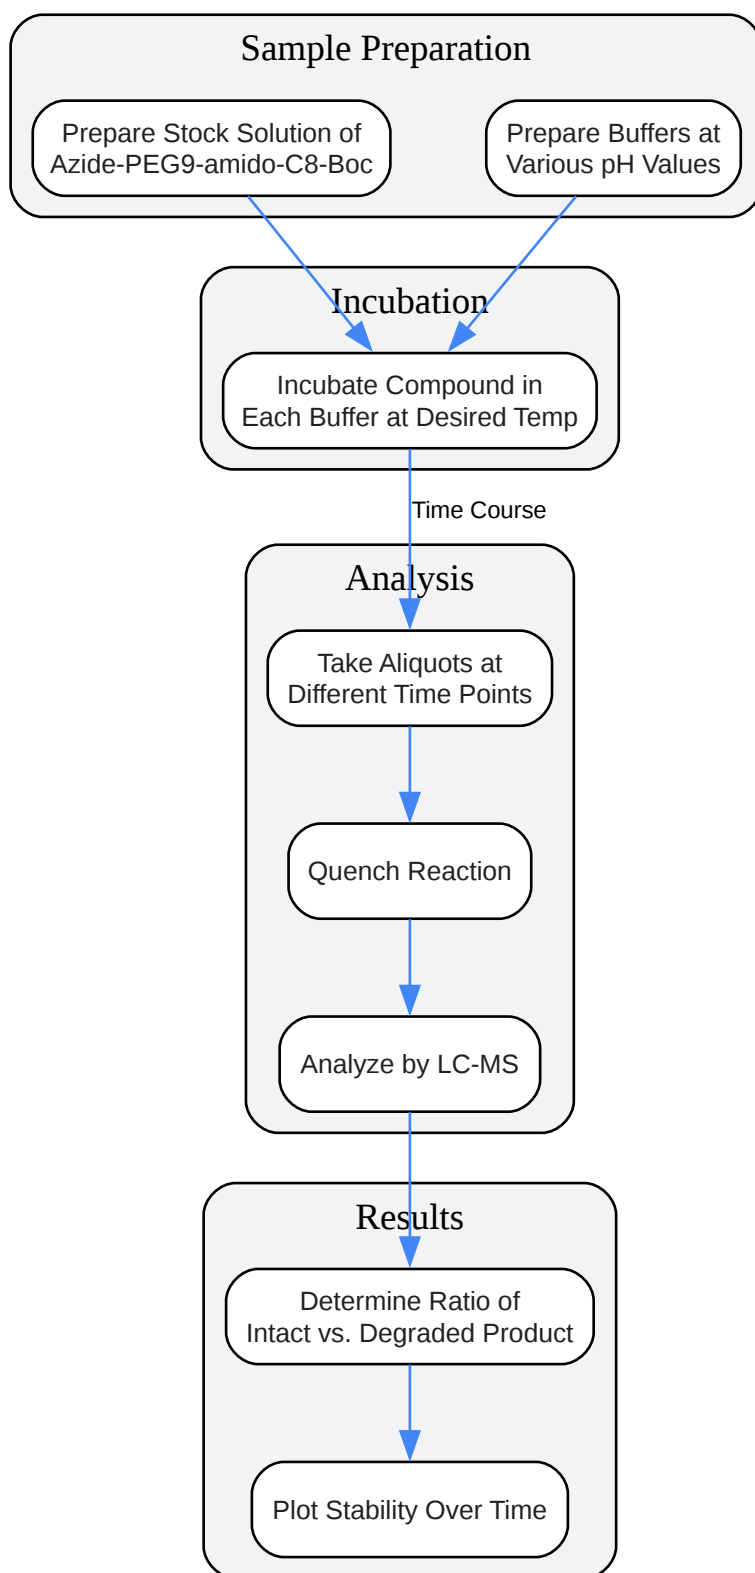 Sample Preparation
Prepare Stock Solution of
Azide-PEG9-amido-C8-Boc
Prepare Buffers at
Various pH Values
Incubation
Incubate Compound in
Each Buffer at Desired Temp
Time Course
Analysis
Take Aliquots at
Different Time Points
Quench Reaction
Analyze by LC-MS
Results
Determine Ratio of
Intact vs. Degraded Product
Plot Stability Over Time